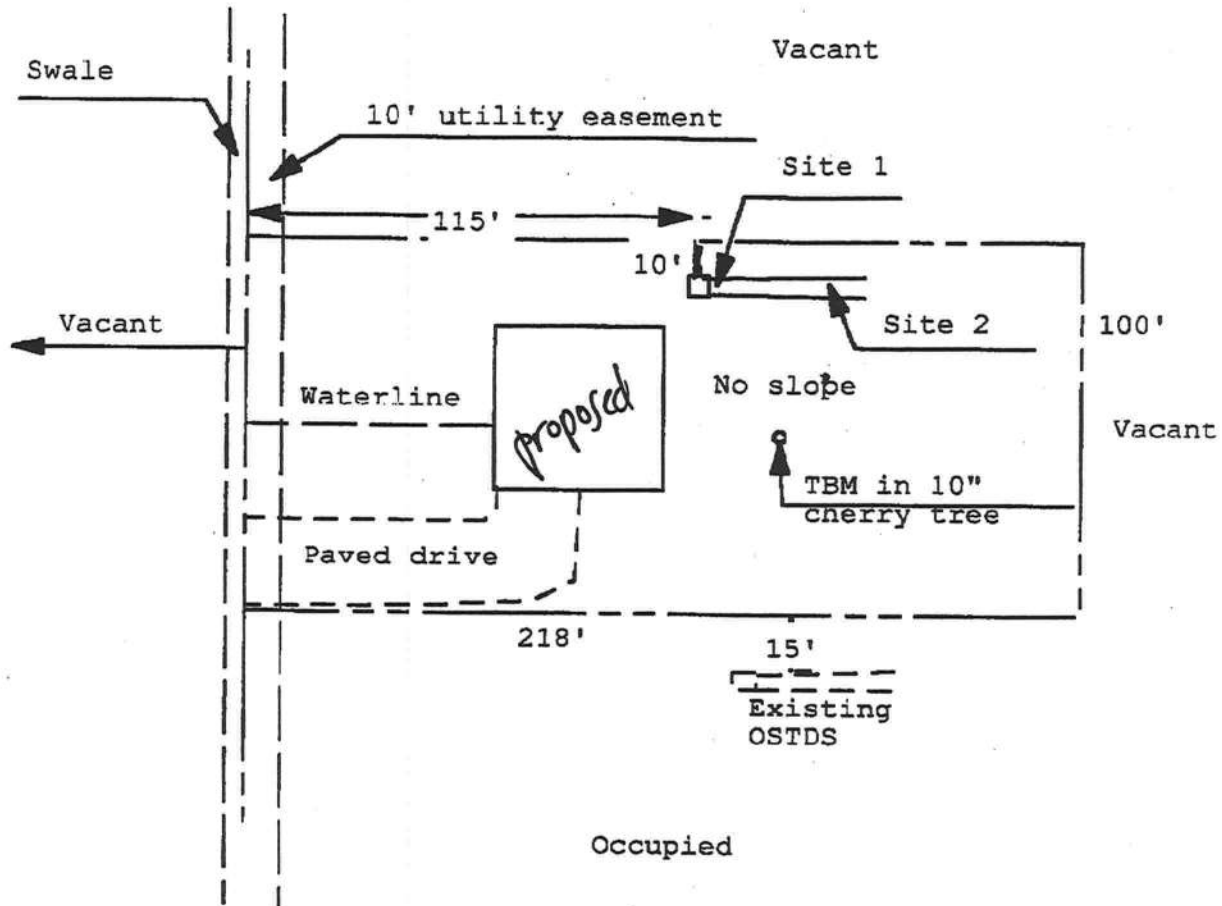 Vacant
Swale
10' utility easement
Site 1
115'
10'
Vacant
Site 2
100'
Waterline
proposed
No slope
Vacant
TBM in 10"
cherry tree
Paved drive
218'
15'
Existing
OSTDS
Occupied